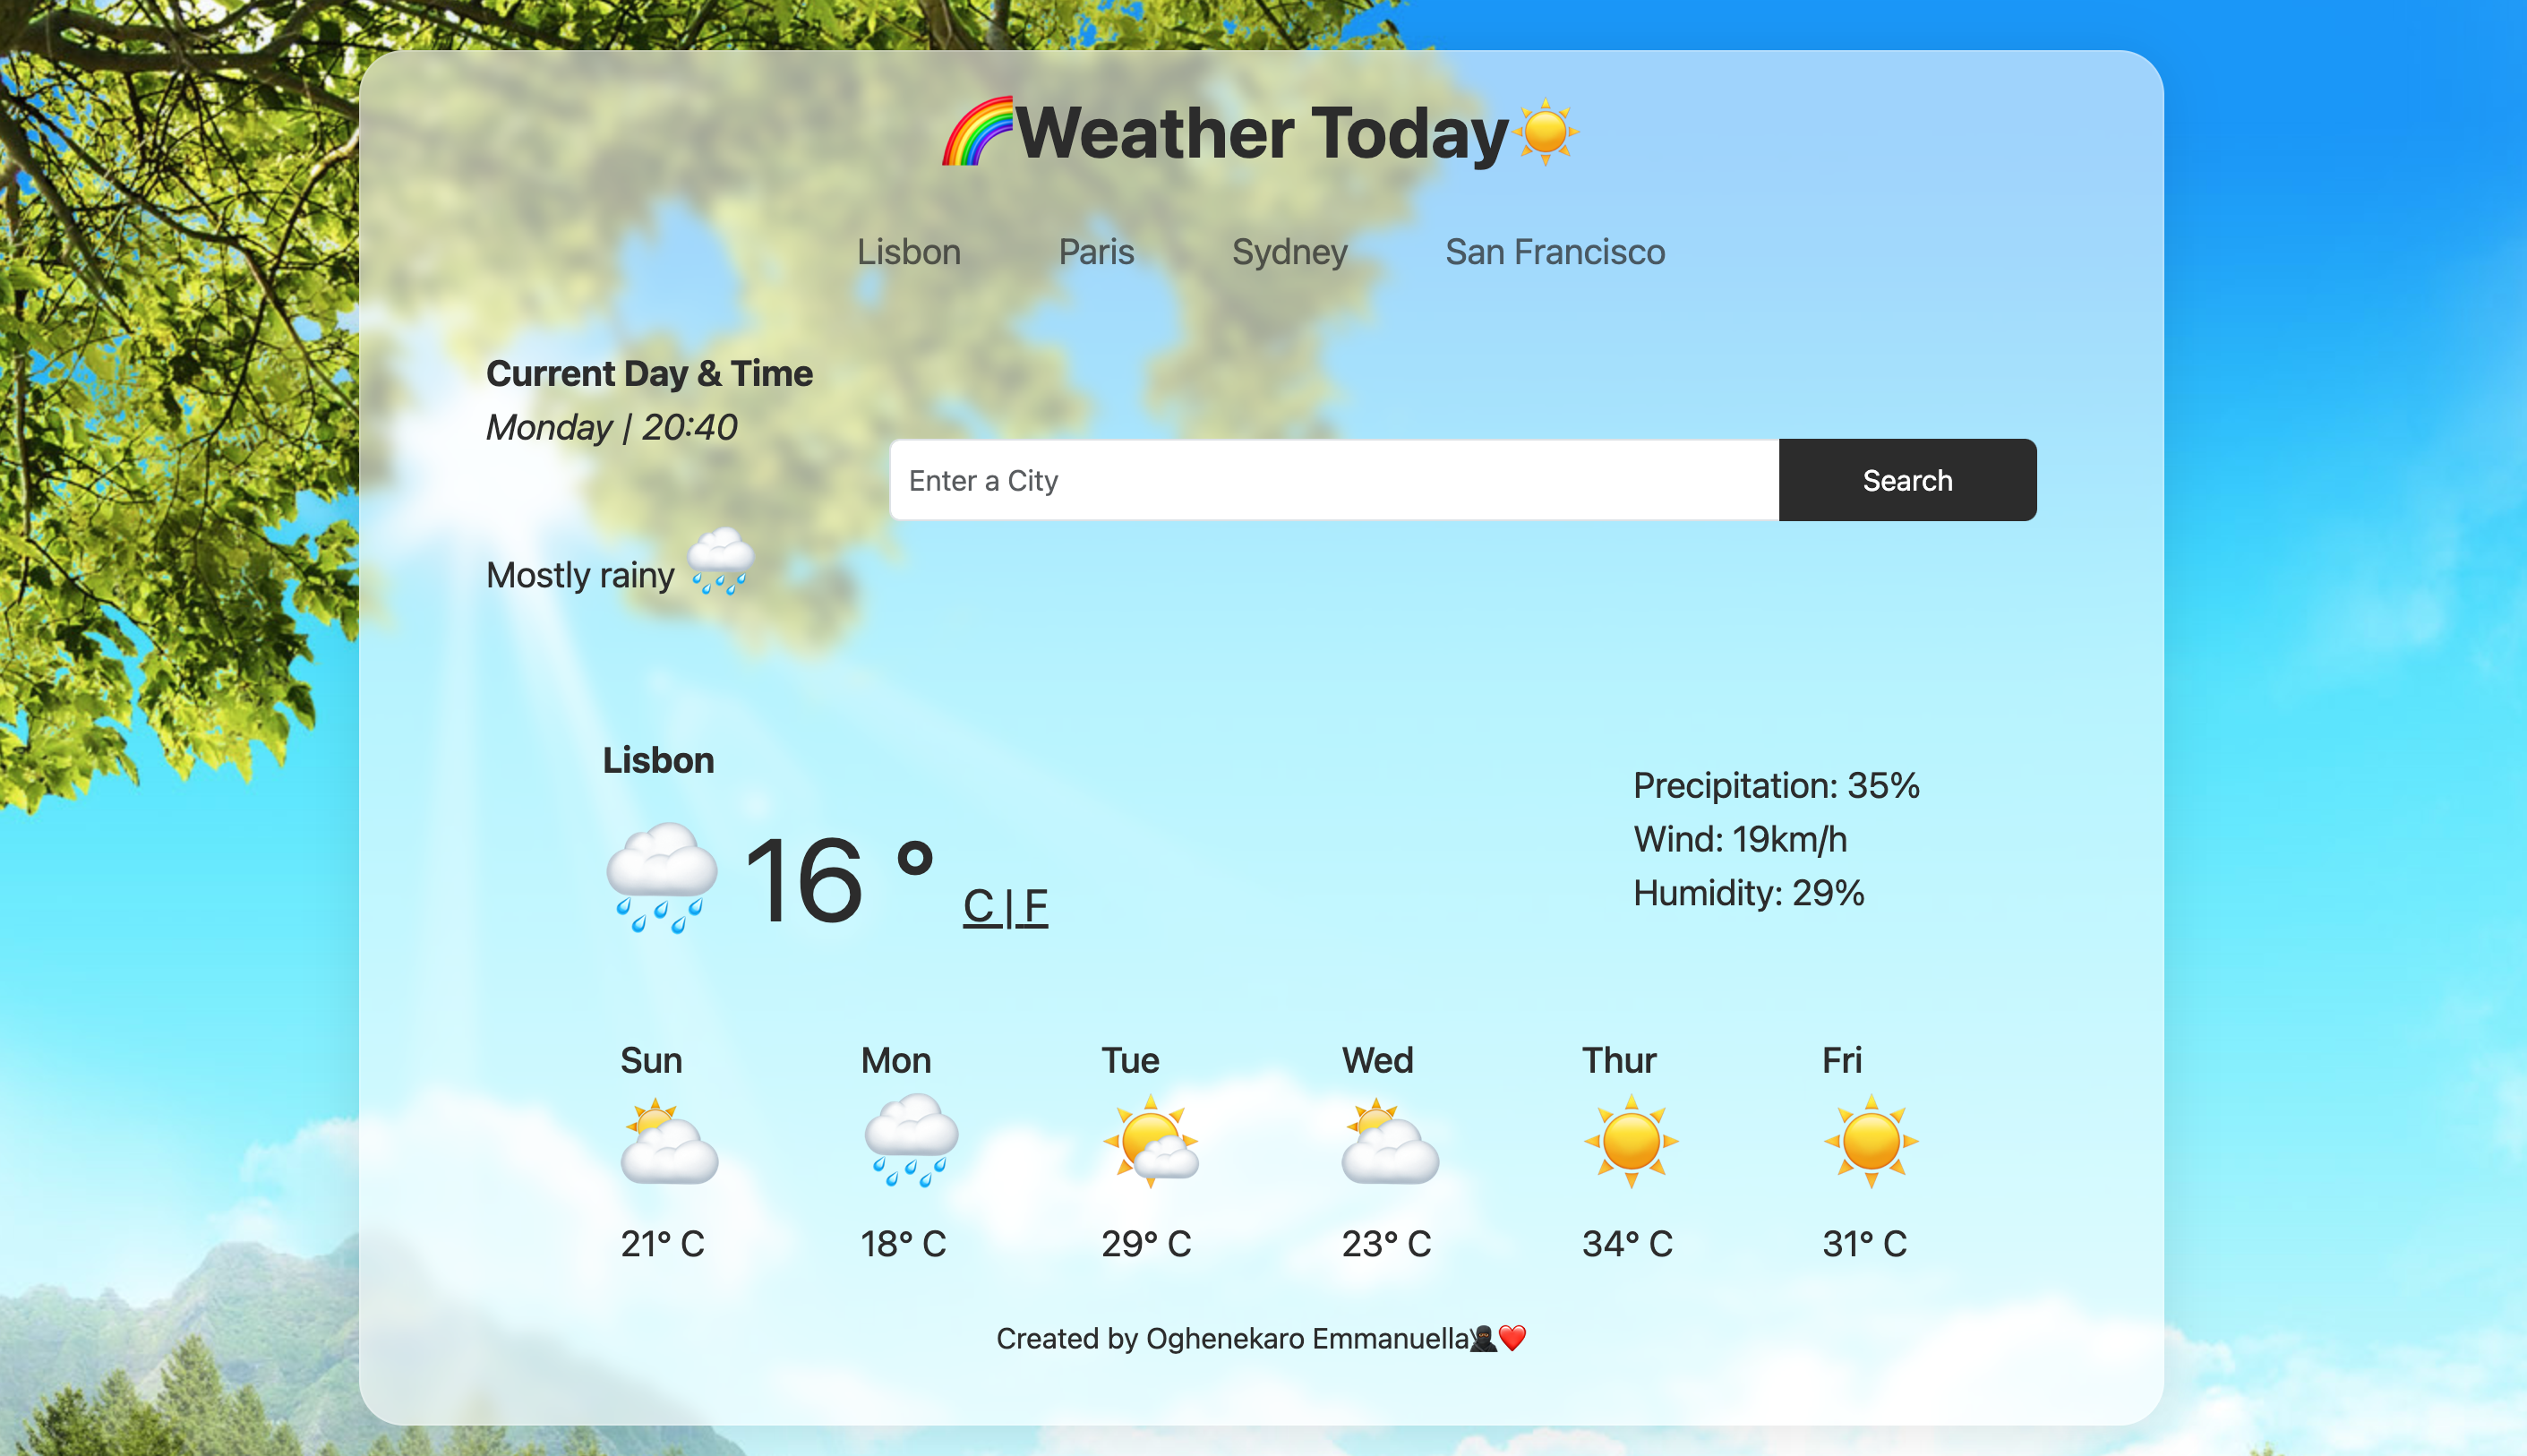 🌈Weather Today☀️
Lisbon Paris Sydney San Francisco
Current Day & Time
Monday | 20:40
Enter a City Search
Mostly rainy 🌧️
Lisbon
🌧️ 16 ° C | F
Precipitation: 35%
Wind: 19km/h
Humidity: 29%
Sun Mon Tue Wed Thur Fri
21° C 18° C 29° C 23° C 34° C 31° C
Created by Oghenekaro Emmanuella🥷🏿❤️